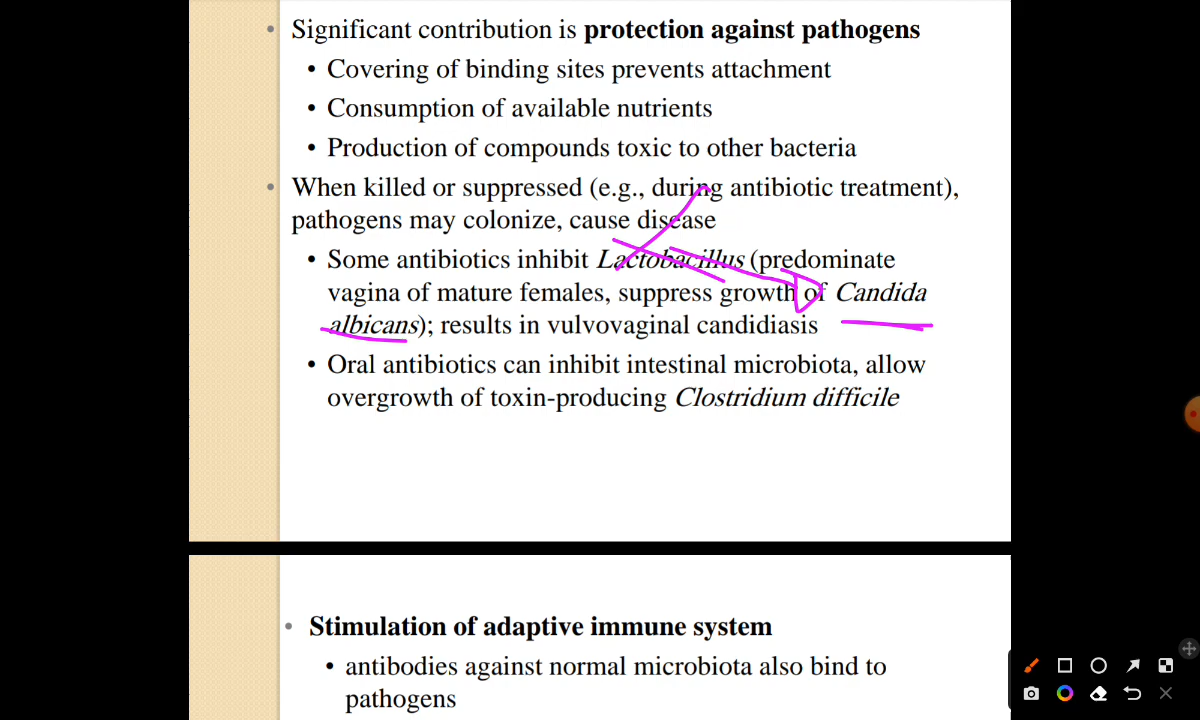 • Significant contribution is protection against pathogens
• Covering of binding sites prevents attachment
• Consumption of available nutrients
• Production of compounds toxic to other bacteria
• When killed or suppressed (e.g., during antibiotic treatment),
pathogens may colonize, cause disease
• Some antibiotics inhibit Lactobacillus (predominate
vagina of mature females, suppress growth of Candida
albicans); results in vulvovaginal candidiasis
• Oral antibiotics can inhibit intestinal microbiota, allow
overgrowth of toxin-producing Clostridium difficile
• Stimulation of adaptive immune system
• antibodies against normal microbiota also bind to
pathogens